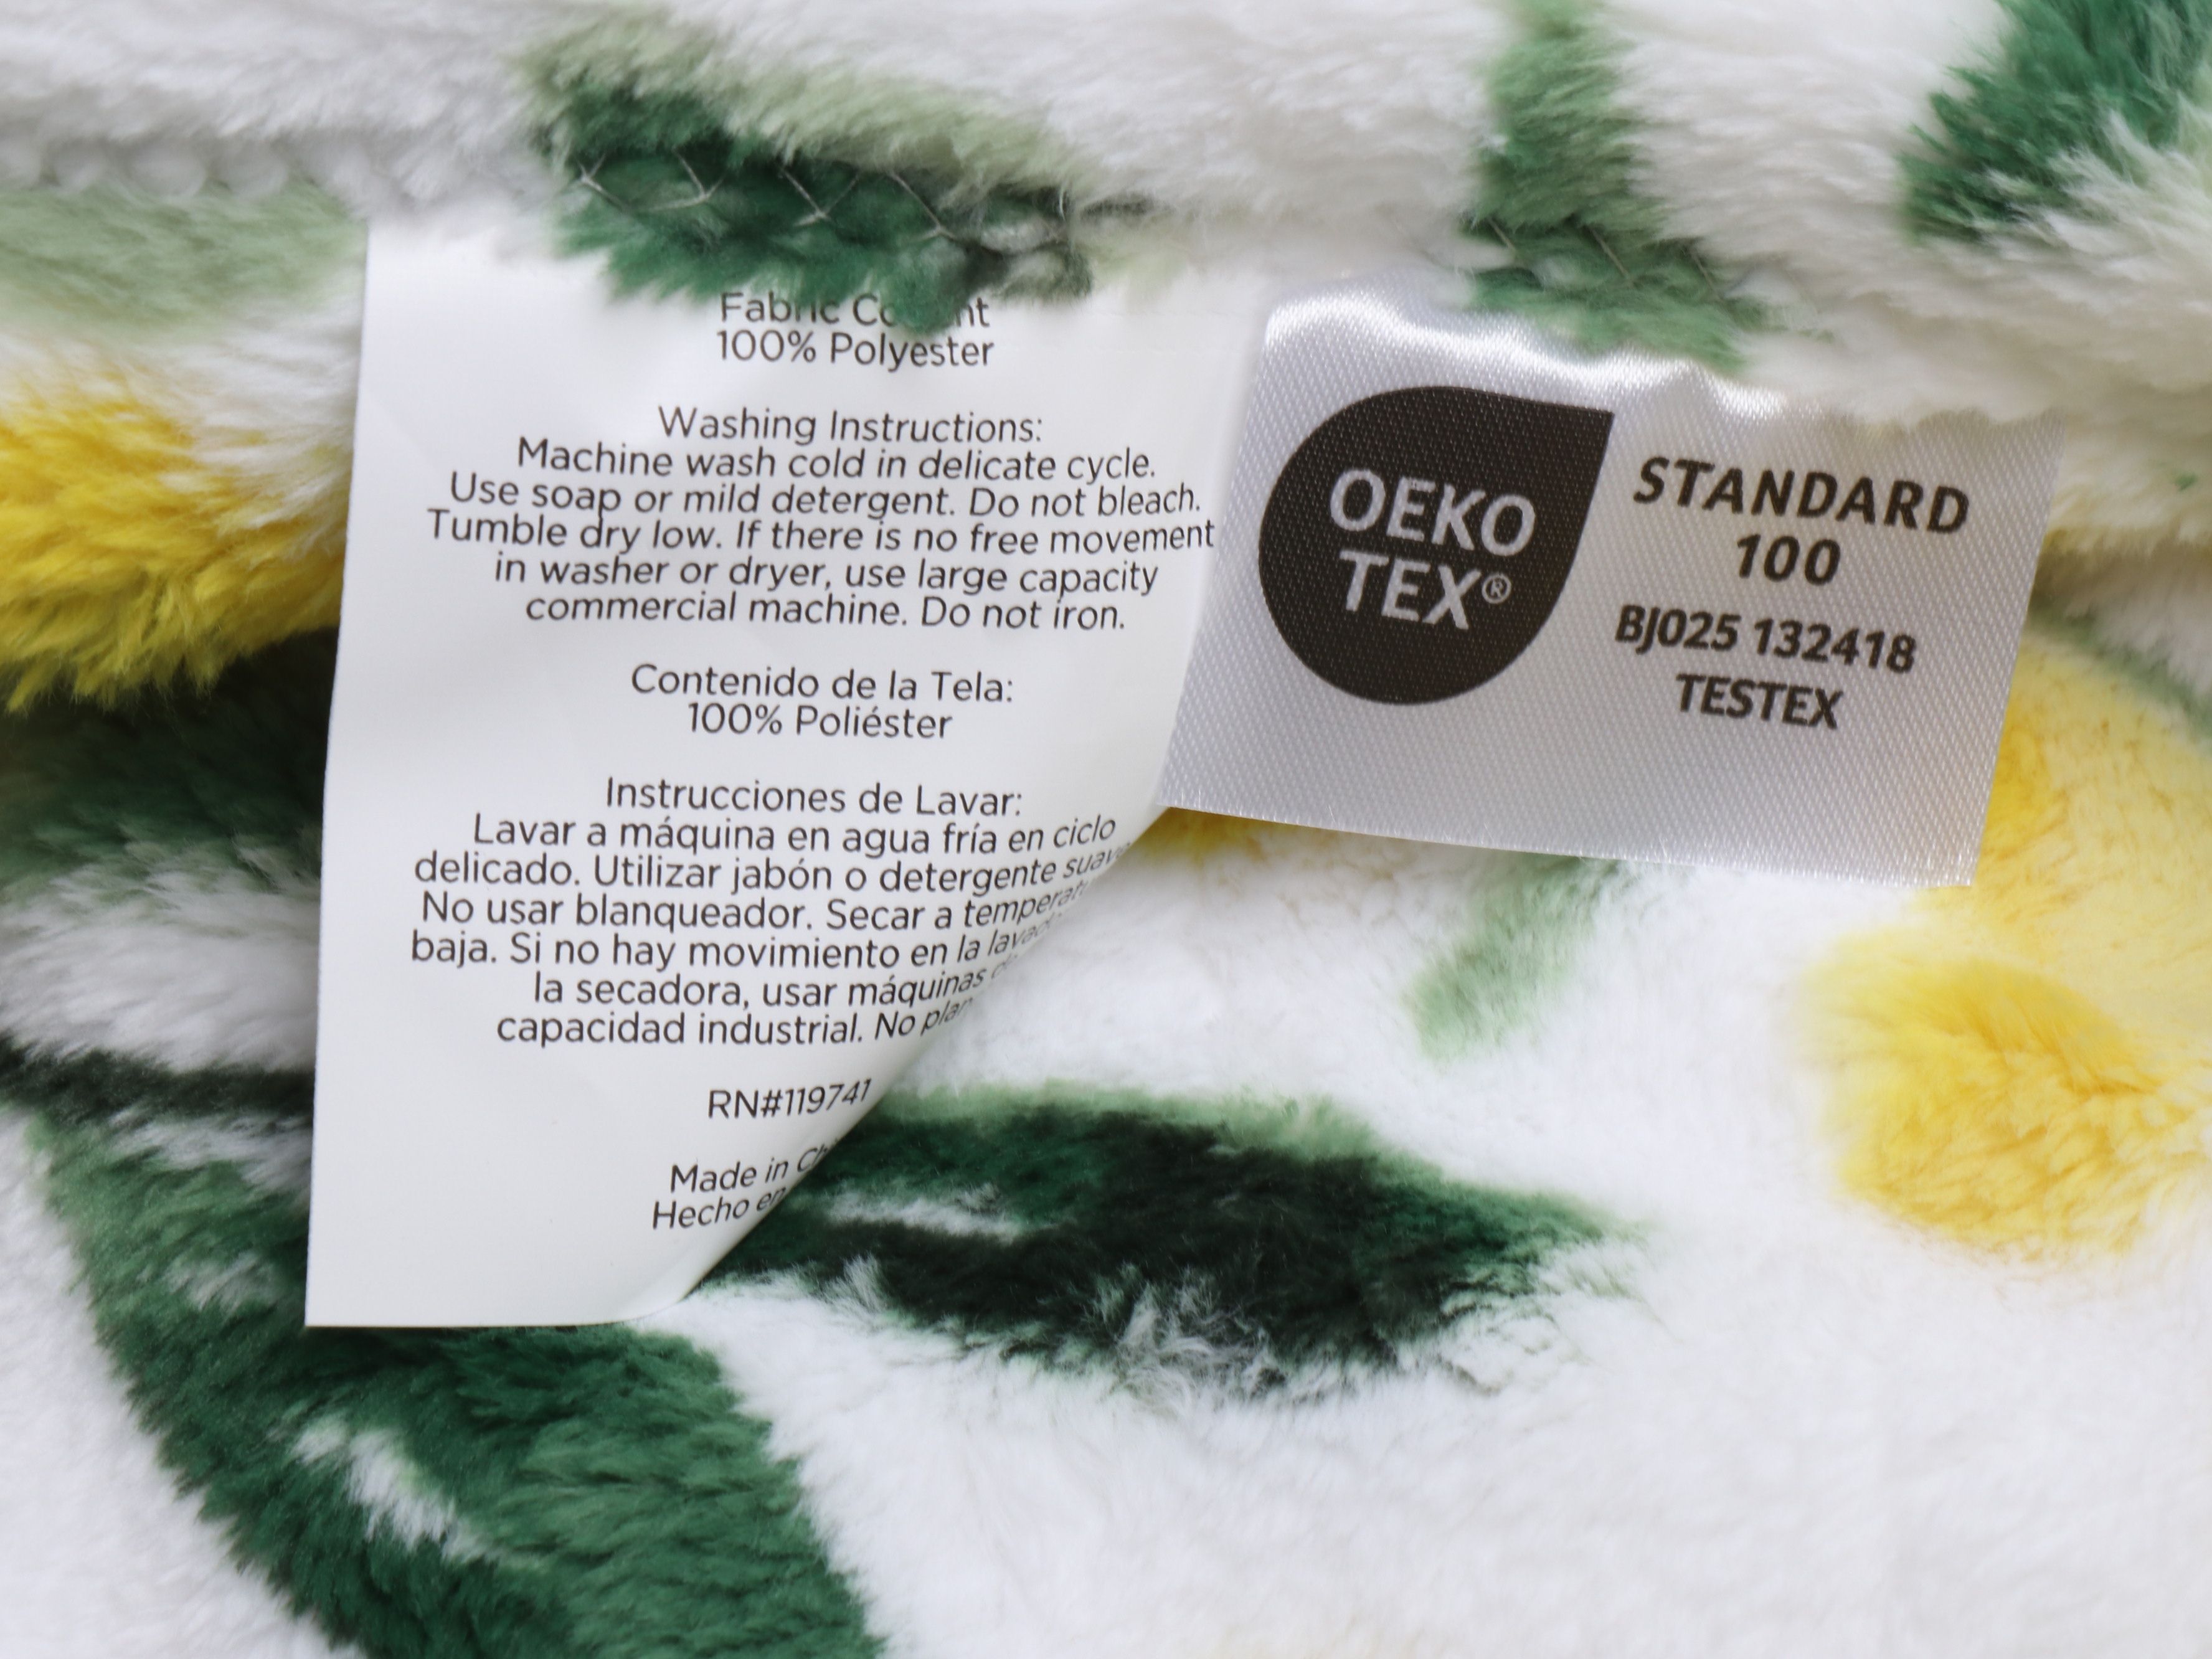 Fabric
100% Polyester
Washing Instructions:
Machine wash cold in delicate cycle.
Use soap or mild detergent. Do not bleach.
Tumble dry low. If there is no free movement
in washer or dryer, use large capacity
commercial machine. Do not iron.
Contenido de la Tela:
100% Poliéster
Instrucciones de Lavar:
Lavar a máquina en agua fría en ciclo
delicado. Utilizar jabón o detergente suave
No usar blanqueador. Secar a
baja. Si no hay movimiento en la
la secadora, usar máquinas
capacidad industrial. No
RN#119741
Made in
Hecho en
OEKO
TEX®
STANDARD
100
BJ025 132418
TESTEX